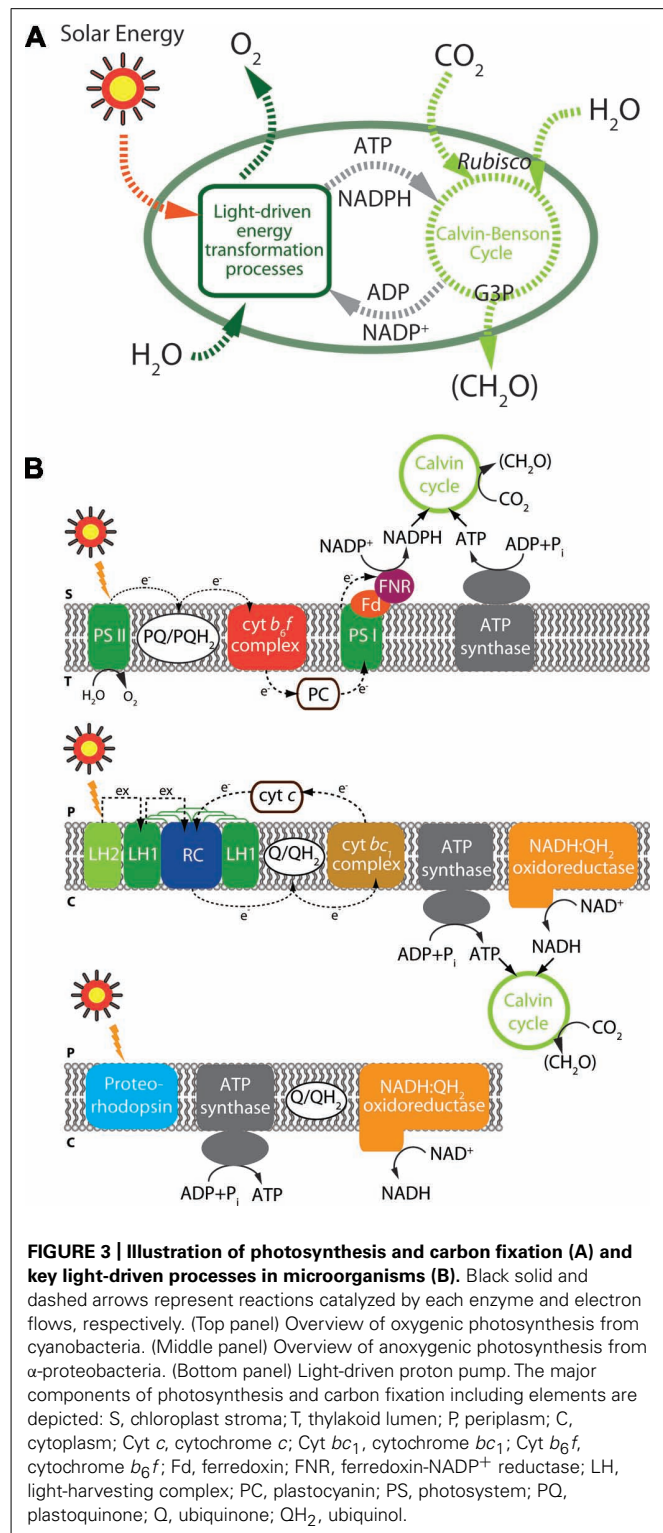 A
Solar Energy
O₂
CO₂
H₂O
ATP
NADPH
Rubisco
Light-driven
energy
transformation
processes
Calvin-Benson
Cycle
ADP
NADP⁺
G3P
H₂O
(CH₂O)
B
Calvin
cycle
(CH₂O)
CO₂
NADP⁺
NADPH
ATP
ADP+Pᵢ
S
e⁻
e⁻
e⁻
FNR
Fd
PS II
PQ/PQH₂
cyt b₆f
complex
PS I
ATP
synthase
T
H₂O
O₂
e⁻
PC
e⁻
P
ex
ex
e⁻
cyt c
e⁻
LH2
LH1
RC
LH1
Q/QH₂
cyt bc₁
complex
ATP
synthase
NADH:QH₂
oxidoreductase
C
e⁻
e⁻
ADP+Pᵢ
ATP
NAD⁺
NADH
Calvin
cycle
CO₂
(CH₂O)
P
Proteo-
rhodopsin
ATP
synthase
Q/QH₂
NADH:QH₂
oxidoreductase
C
ADP+Pᵢ
ATP
NAD⁺
NADH
FIGURE 3 | Illustration of photosynthesis and carbon fixation (A) and
key light-driven processes in microorganisms (B). Black solid and
dashed arrows represent reactions catalyzed by each enzyme and electron
flows, respectively. (Top panel) Overview of oxygenic photosynthesis from
cyanobacteria. (Middle panel) Overview of anoxygenic photosynthesis from
α-proteobacteria. (Bottom panel) Light-driven proton pump. The major
components of photosynthesis and carbon fixation including elements are
depicted: S, chloroplast stroma; T, thylakoid lumen; P, periplasm; C,
cytoplasm; Cyt c, cytochrome c; Cyt bc₁, cytochrome bc₁; Cyt b₆f,
cytochrome b₆f; Fd, ferredoxin; FNR, ferredoxin-NADP⁺ reductase; LH,
light-harvesting complex; PC, plastocyanin; PS, photosystem; PQ,
plastoquinone; Q, ubiquinone; QH₂, ubiquinol.